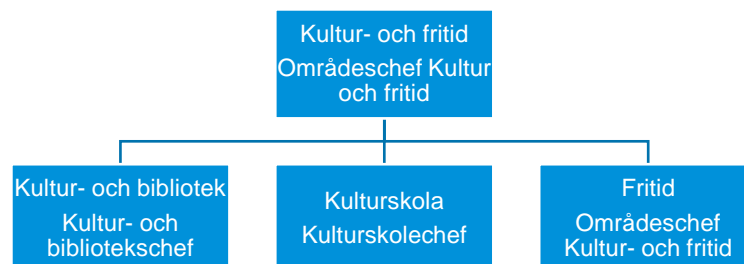 Kultur- och fritid
Områdeschef Kultur
och fritid
Kultur- och bibliotek
Kultur- och
bibliotekschef
Kulturskola
Kulturskolechef
Fritid
Områdeschef
Kultur- och fritid